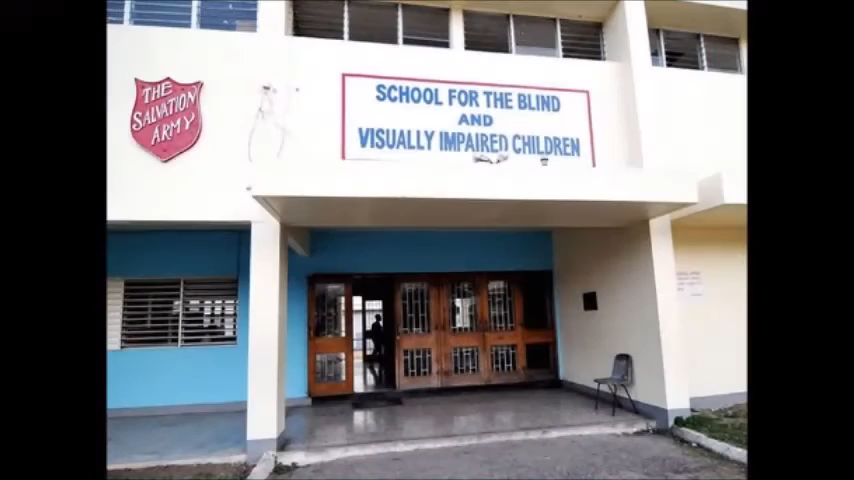 THE
SALVATION
ARMY
SCHOOL FOR THE BLIND
AND
VISUALLY IMPAIRED CHILDREN